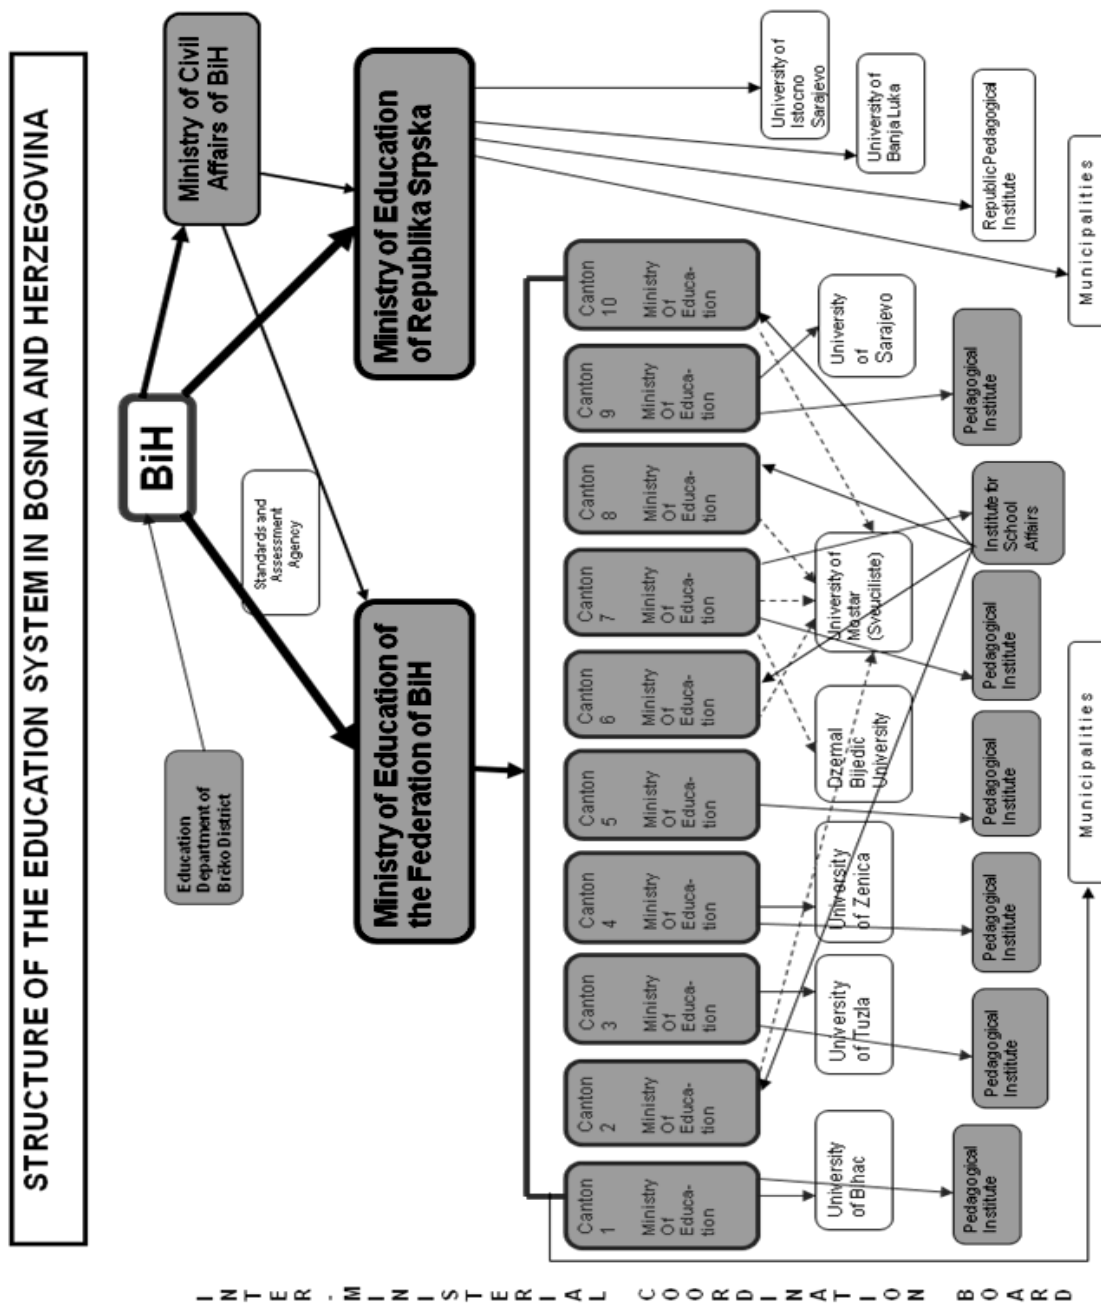 STRUCTURE OF THE EDUCATION SYSTEM IN BOSNIA AND HERZEGOVINA
BiH
Ministry of Civil
Affairs of BiH
Education
Department of
Brčko District
Standards and
Assessment
Agency
Ministry of Education of
the Federation of BiH
Ministry of Education
of Republika Srpska
Canton
1
Ministry
Of
Educa-
tion
Canton
2
Ministry
Of
Educa-
tion
Canton
3
Ministry
Of
Educa-
tion
Canton
4
Ministry
Of
Educa-
tion
Canton
5
Ministry
Of
Educa-
tion
Canton
6
Ministry
Of
Educa-
tion
Canton
7
Ministry
Of
Educa-
tion
Canton
8
Ministry
Of
Educa-
tion
Canton
9
Ministry
Of
Educa-
tion
Canton
10
Ministry
Of
Educa-
tion
University of
Istocno
Sarajevo
University of
Banja Luka
Republic Pedagogical
Institute
Municipalities
University
of Bihac
University
of Tuzla
University
of Zenica
Dzemal
Bijedić
University
University of
Mostar
(Sveuciliste)
University
of
Sarajevo
Pedagogical
Institute
Pedagogical
Institute
Pedagogical
Institute
Pedagogical
Institute
Pedagogical
Institute
Institute for
School
Affairs
Pedagogical
Institute
Municipalities
INTER-MINISTERIAL COORDINATION BOARD